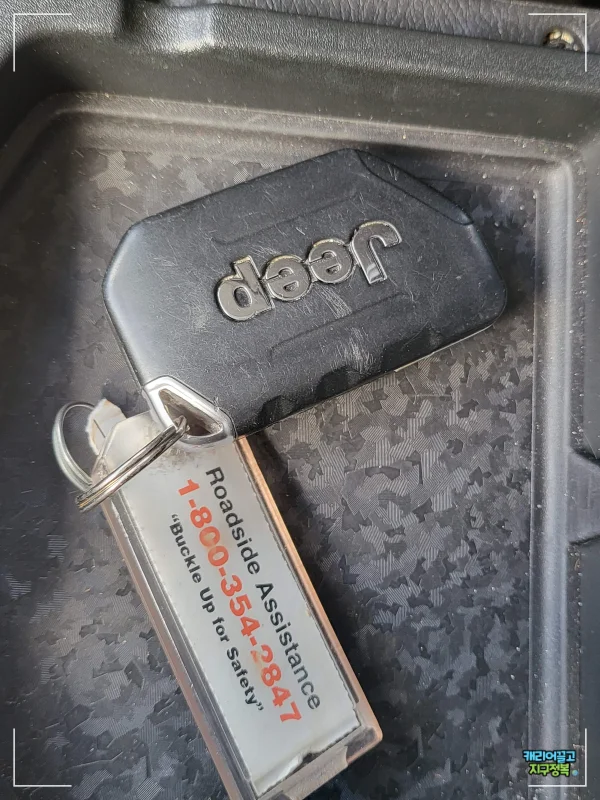 Jeep
Roadside Assistance
1-800-354-2847
“Buckle Up for Safety”
캐리어끌고
지구정복